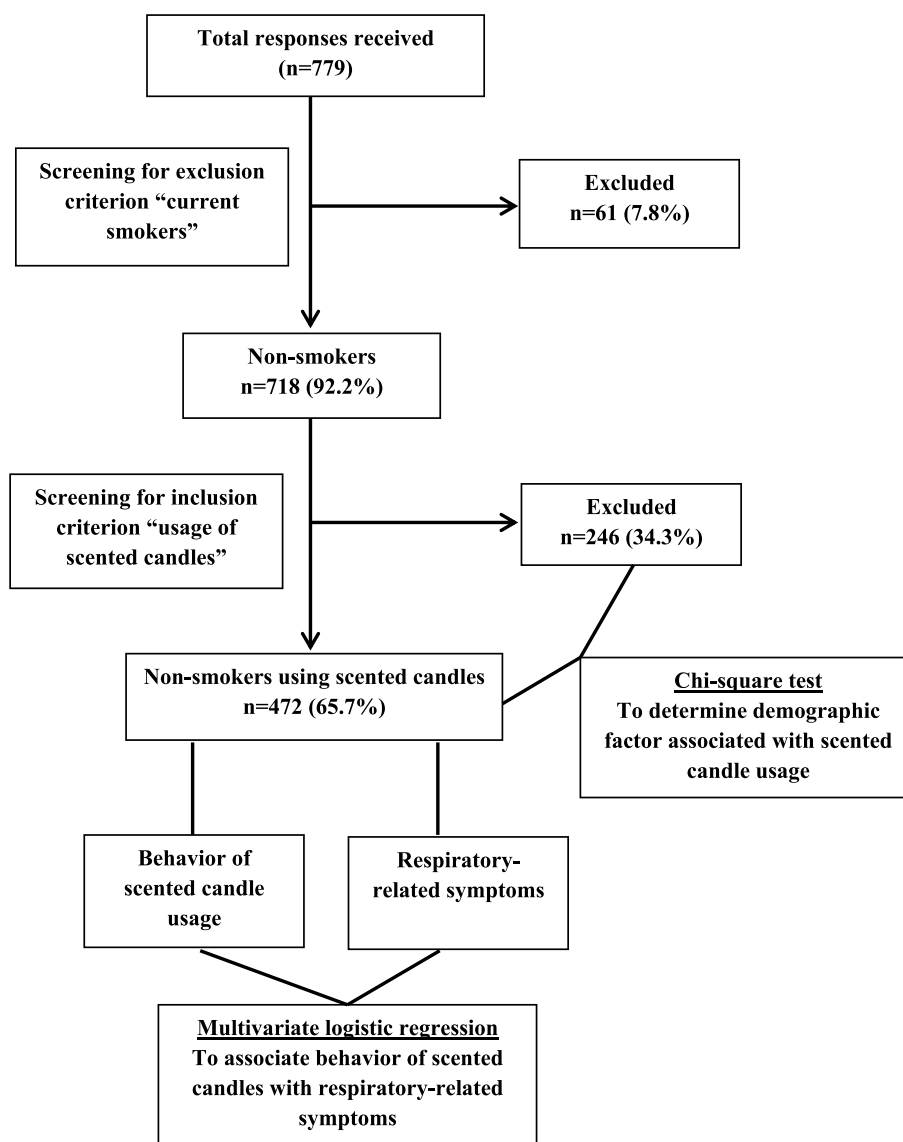 Total responses received
(n=779)
Screening for exclusion
criterion “current
smokers”
Excluded
n=61 (7.8%)
Non-smokers
n=718 (92.2%)
Screening for inclusion
criterion “usage of
scented candles”
Excluded
n=246 (34.3%)
Non-smokers using scented candles
n=472 (65.7%)
Chi-square test
To determine demographic
factor associated with scented
candle usage
Behavior of
scented candle
usage
Respiratory-
related symptoms
Multivariate logistic regression
To associate behavior of scented
candles with respiratory-related
symptoms